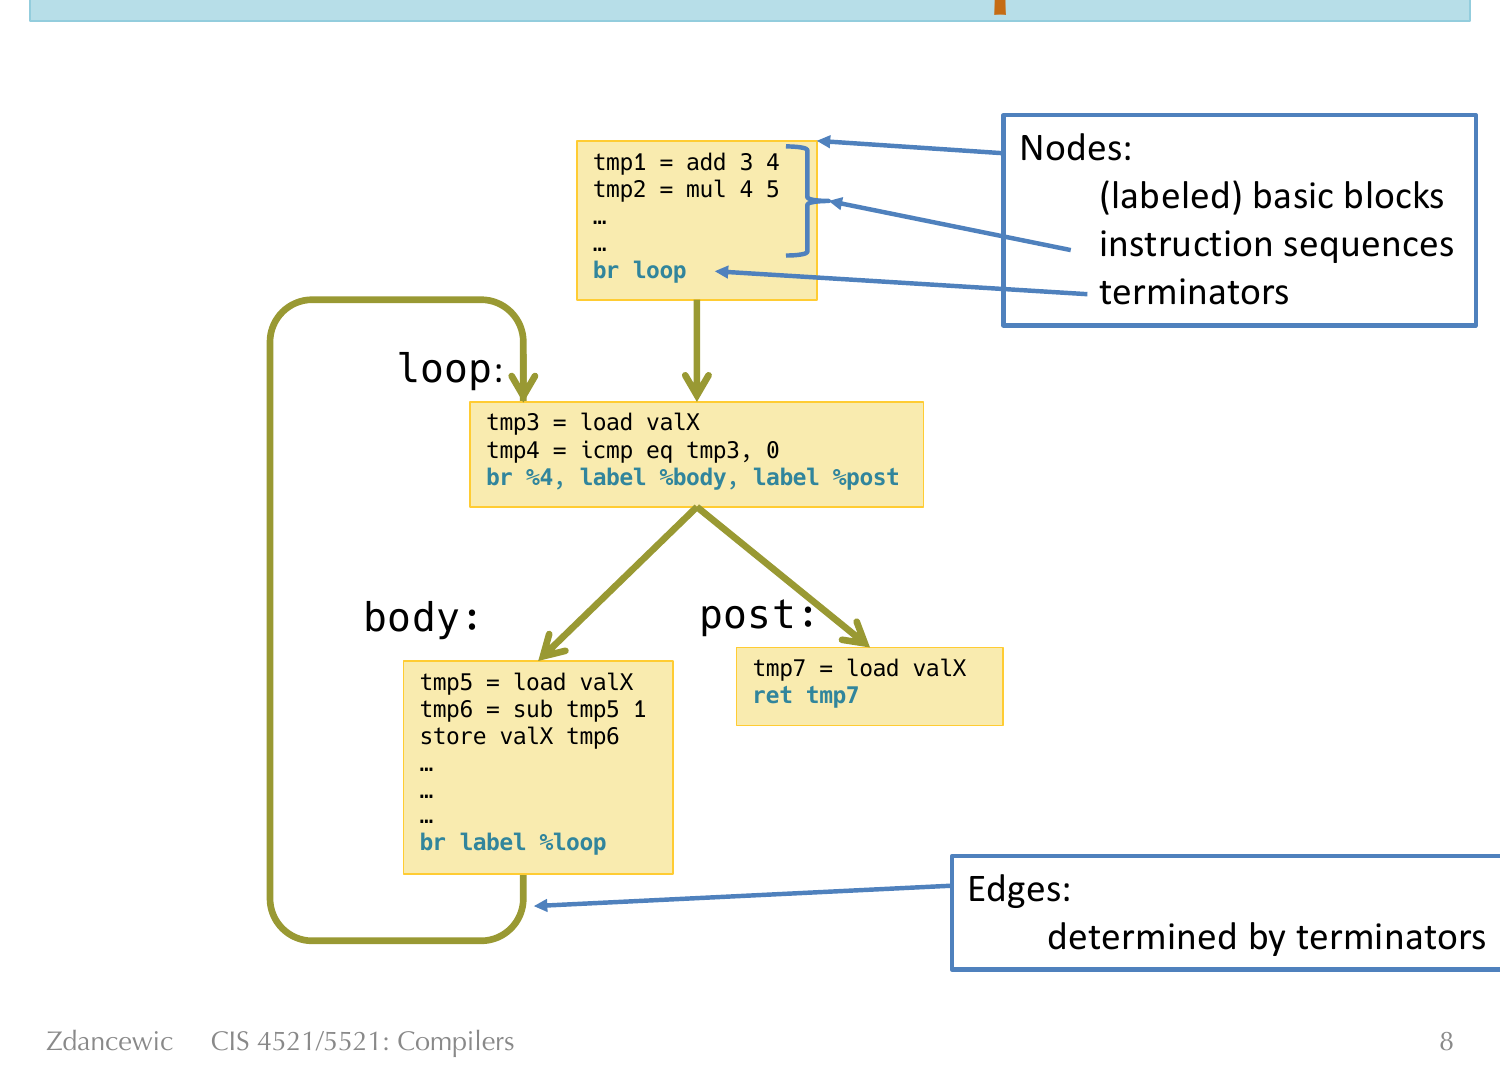 tmp1 = add 3 4
tmp2 = mul 4 5
…
…
br loop
Nodes:
(labeled) basic blocks
instruction sequences
terminators
loop:
tmp3 = load valX
tmp4 = icmp eq tmp3, 0
br %4, label %body, label %post
body:
post:
tmp5 = load valX
tmp6 = sub tmp5 1
store valX tmp6
…
…
…
br label %loop
tmp7 = load valX
ret tmp7
Edges:
determined by terminators
Zdancewic CIS 4521/5521: Compilers
8